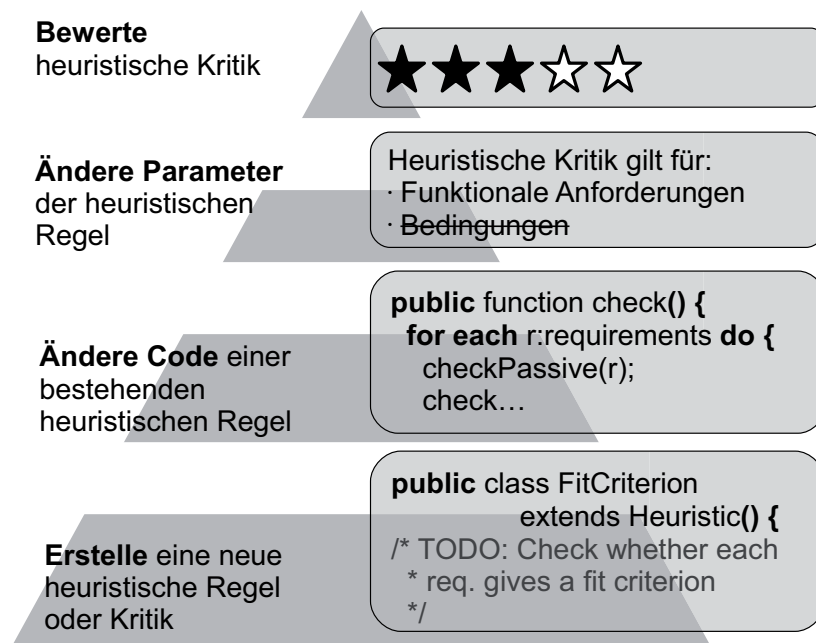 Bewerte
heuristische Kritik
Ändere Parameter
der heuristischen
Regel
Heuristische Kritik gilt für:
· Funktionale Anforderungen
· Bedingungen
Ändere Code einer
bestehenden
heuristischen Regel
public function check() {
for each r:requirements do {
checkPassive(r);
check…
Erstelle eine neue
heuristische Regel
oder Kritik
public class FitCriterion
extends Heuristic() {
/* TODO: Check whether each
* req. gives a fit criterion
*/